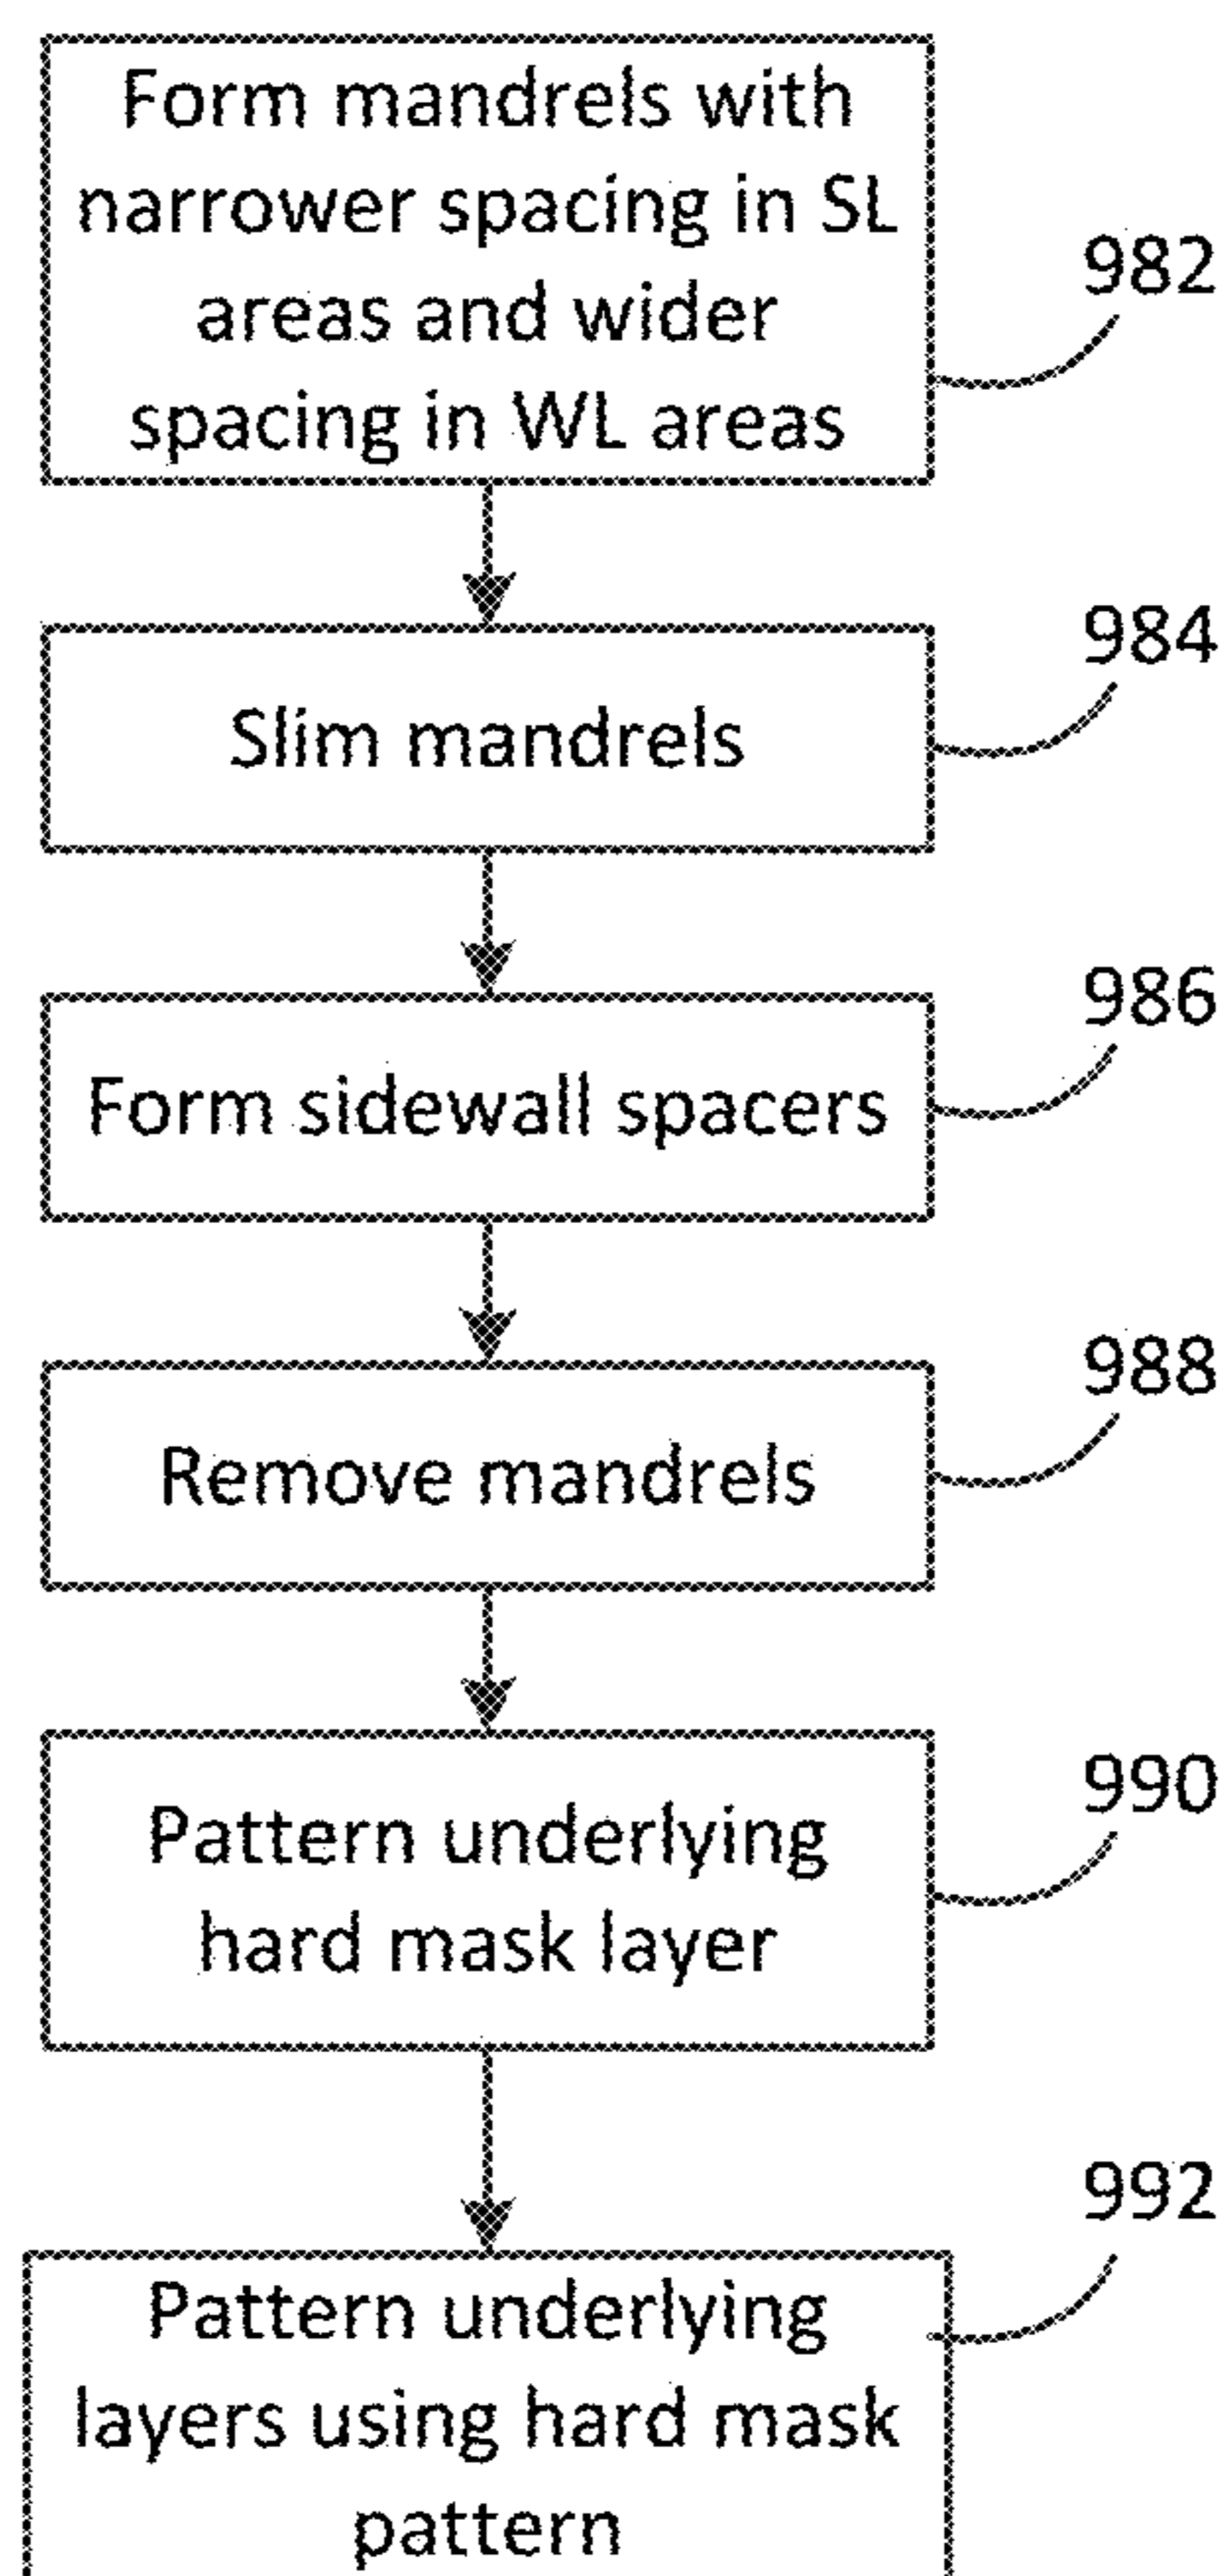 Form mandrels with
narrower spacing in SL
areas and wider
spacing in WL areas
982
984
Slim mandrels
986
Form sidewall spacers
988
Remove mandrels
990
Pattern underlying
hard mask layer
992
Pattern underlying
layers using hard mask
pattern